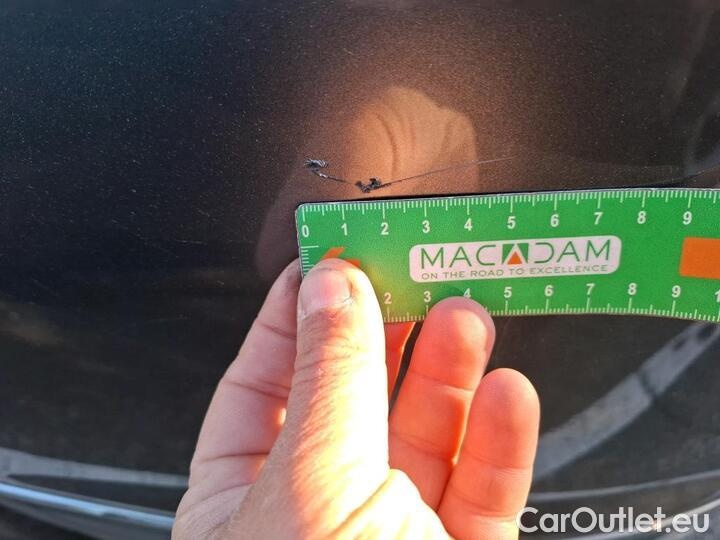 0 1 2 3 4 5 6 7 8 9
MACADAM
ON THE ROAD TO EXCELLENCE
2 3 4 5 6 7 8 9 1
CarOutlet.eu